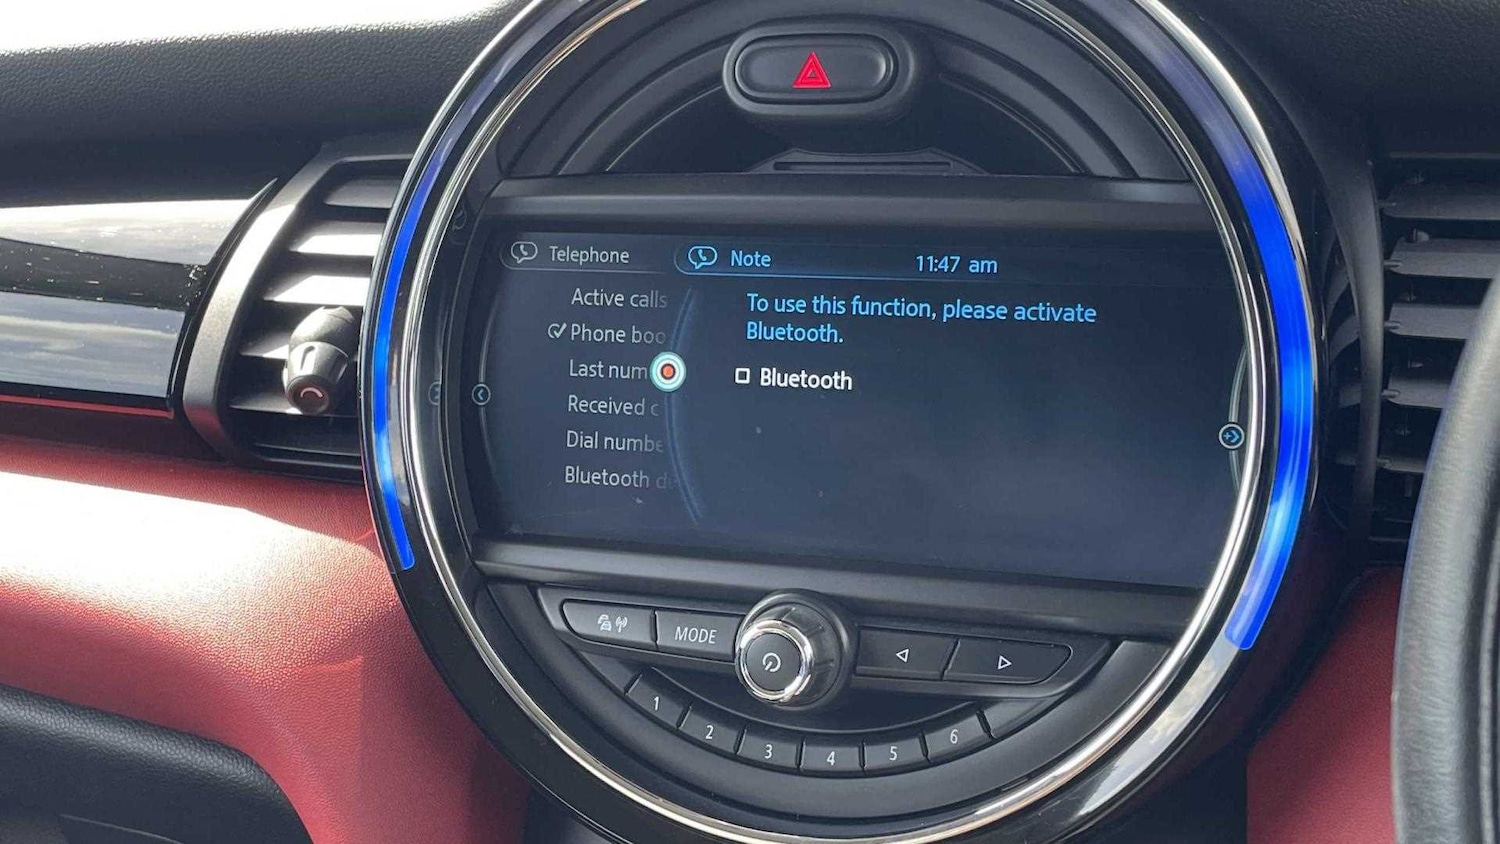 Telephone
Note
11:47 am
Active calls
Phone boo
Last num
Received c
Dial numbe
Bluetooth d
To use this function, please activate
Bluetooth.
Bluetooth
MODE
1
2
3
4
5
6